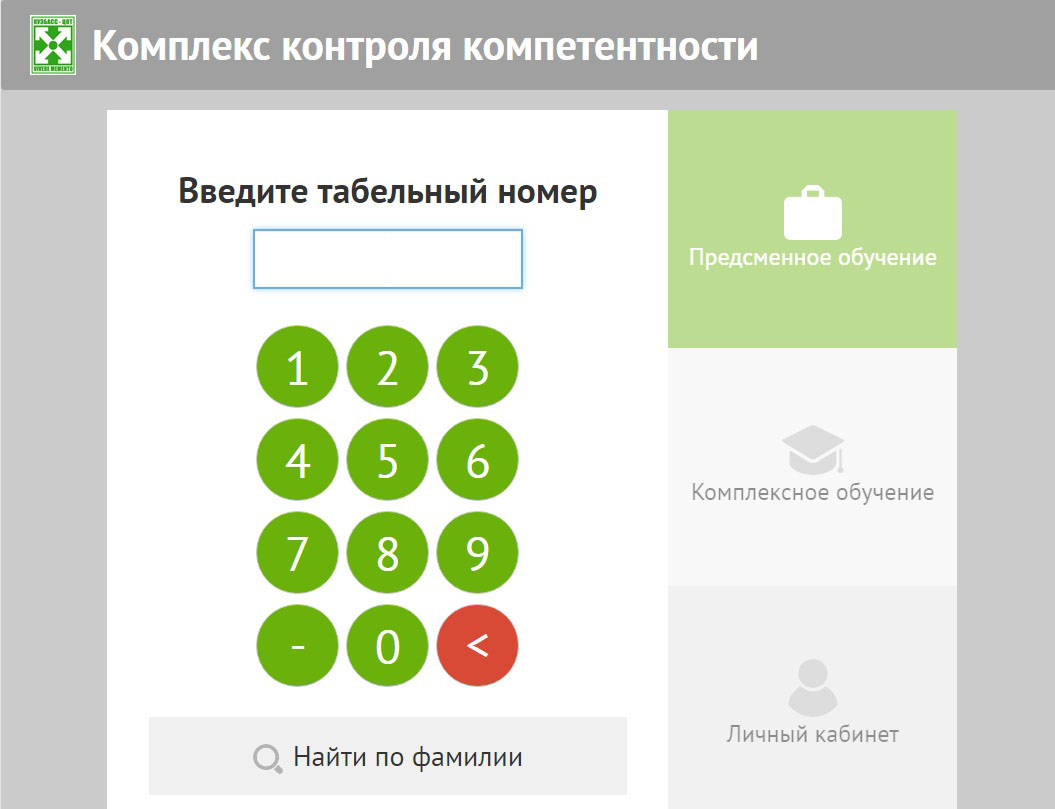 КУЗБАСС - ЦОТ
VIVERE MEMENTO
Комплекс контроля компетентности
Введите табельный номер
1 2 3
4 5 6
7 8 9
- 0 <
Найти по фамилии
Предсменное обучение
Комплексное обучение
Личный кабинет